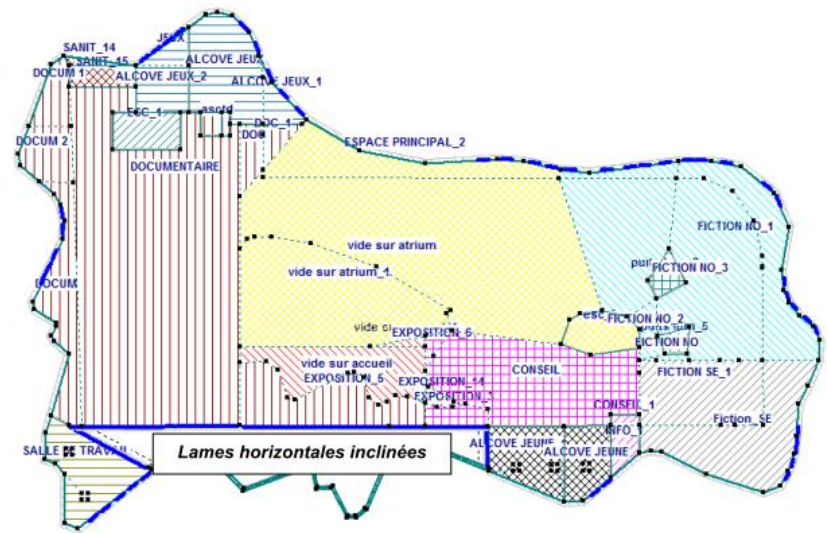 JEUX
SANIT_14
SANIT_15
ALCOVE JEUX
DOCUM 1
ALCOVE JEUX_2
ALCOVE JEUX_1
ESC_1
DOC_1
DOCUM 2
DOC
ESPACE PRINCIPAL_2
DOCUMENTAIRE
FICTION NO_1
vide sur atrium
FICTION NO_3
vide sur atrium_1
DOCUM
FICTION NO_2
EXPOSITION_6
FICTION NO
vide sur accueil
CONSEIL
FICTION SE_1
EXPOSITION_5
EXPOSITION_14
CONSEIL_1
Fiction_SE
INFO_1
SALLE TRAVEIL
ALCOVE JEUNE
ALCOVE JEUNE
Lames horizontales inclinées